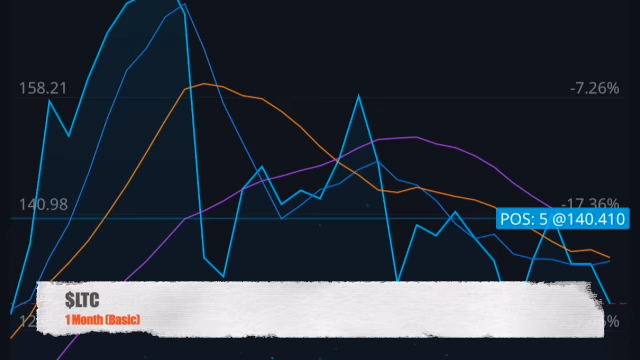 158.21
-7.26%
140.98
-17.36%
POS: 5 @140.410
$LTC
1 Month (Basic)